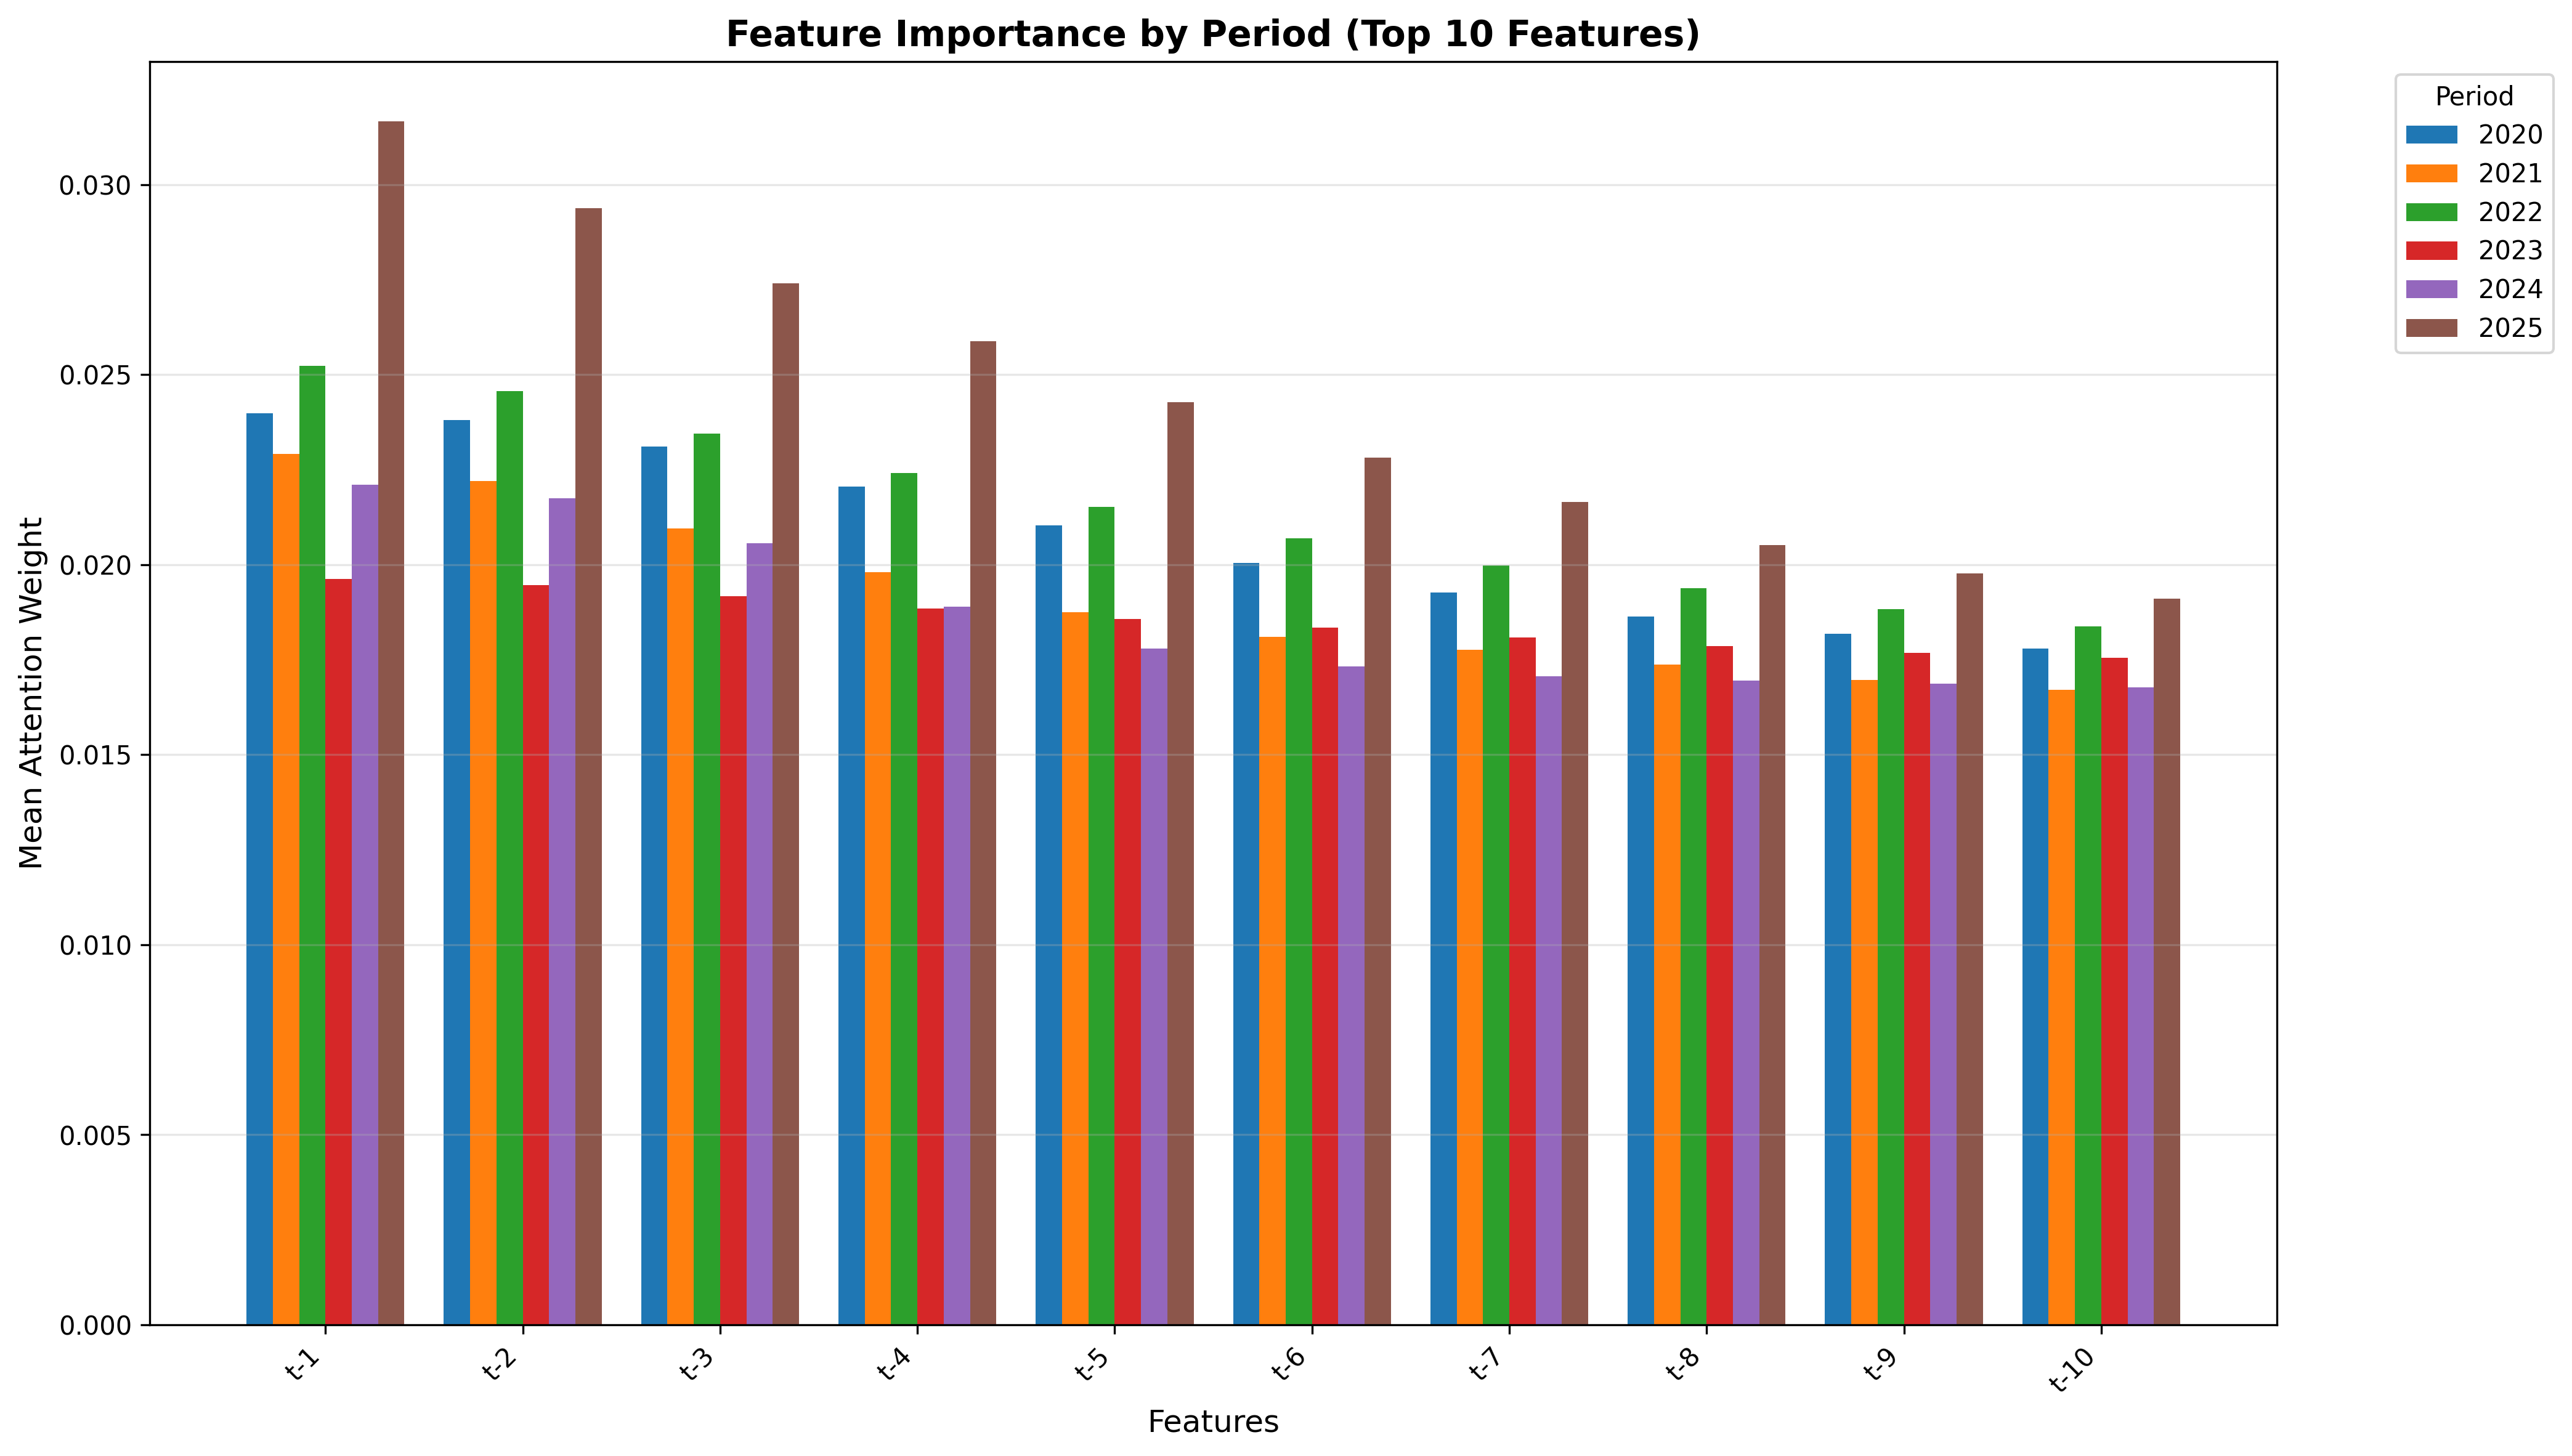 Feature Importance by Period (Top 10 Features)
Period
2020
2021
2022
2023
2024
2025
Mean Attention Weight
0.030
0.025
0.020
0.015
0.010
0.005
0.000
t-1
t-2
t-3
t-4
t-5
t-6
t-7
t-8
t-9
t-10
Features